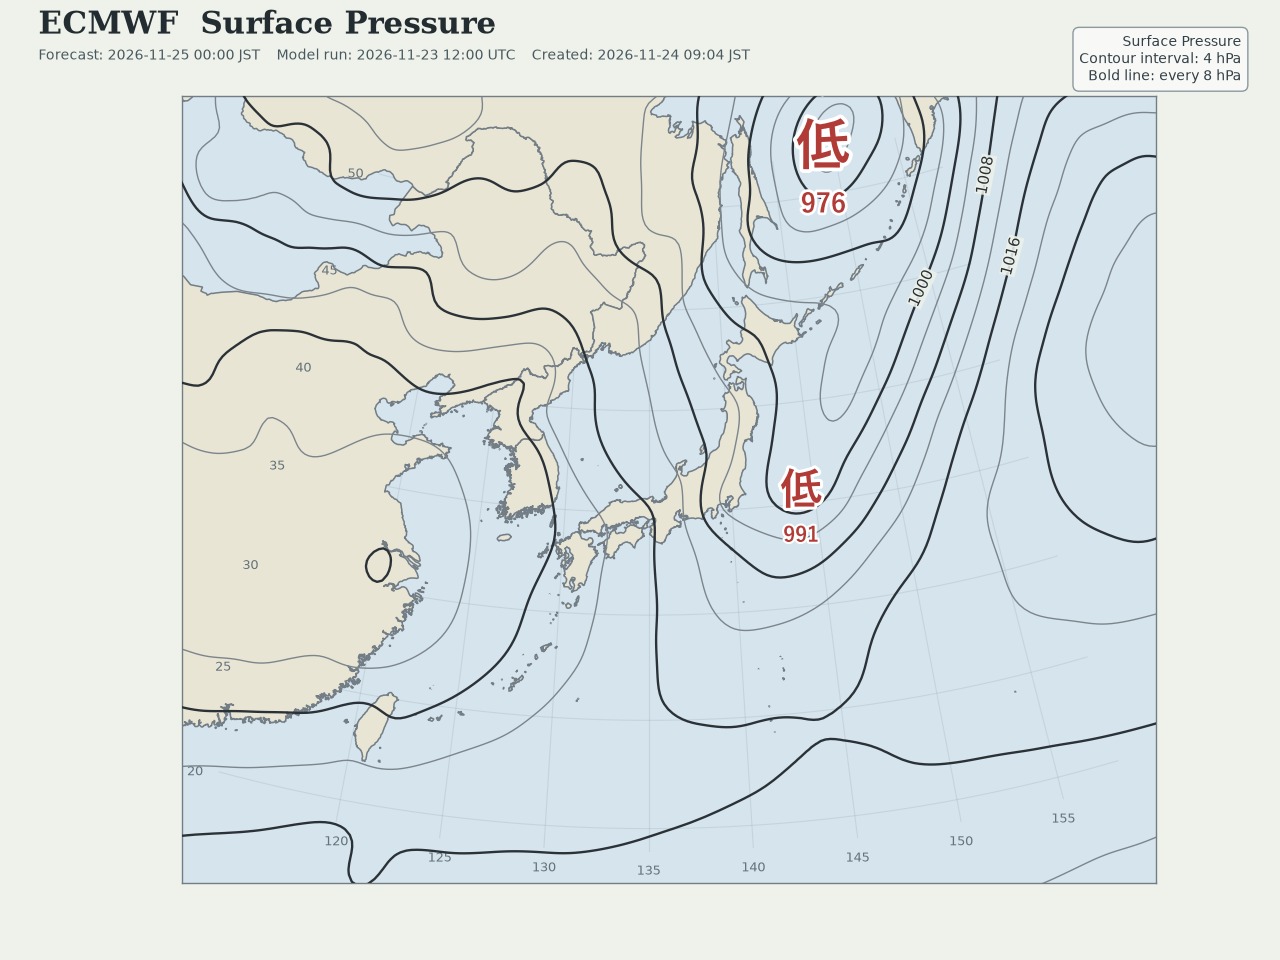 ECMWF  Surface Pressure
Forecast: 2026-11-25 00:00 JST    Model run: 2026-11-23 12:00 UTC    Created: 2026-11-24 09:04 JST
Surface Pressure
Contour interval: 4 hPa
Bold line: every 8 hPa
低
976
1008
50
1016
45
1000
40
35
低
991
30
25
20
120
125
130
135
140
145
150
155